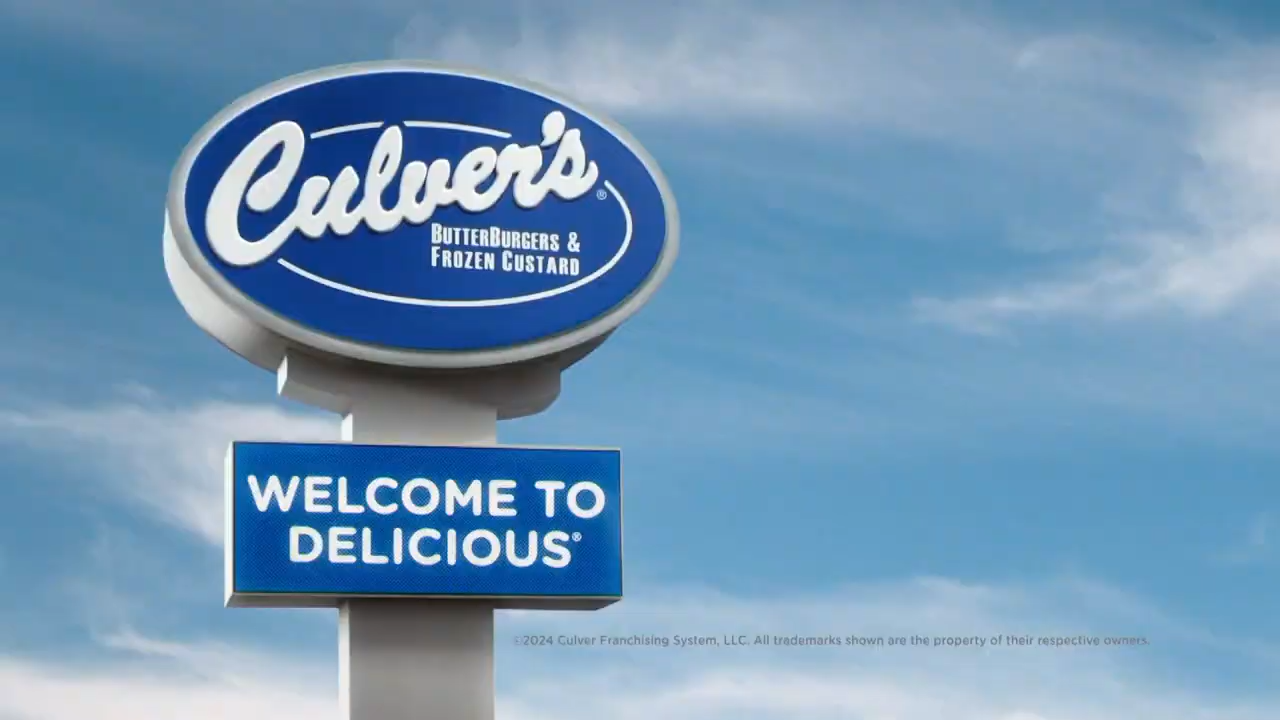 Culver's®
BUTTERBURGERS &
FROZEN CUSTARD
WELCOME TO
DELICIOUS®
©2024 Culver Franchising System, LLC. All trademarks shown are the property of their respective owners.